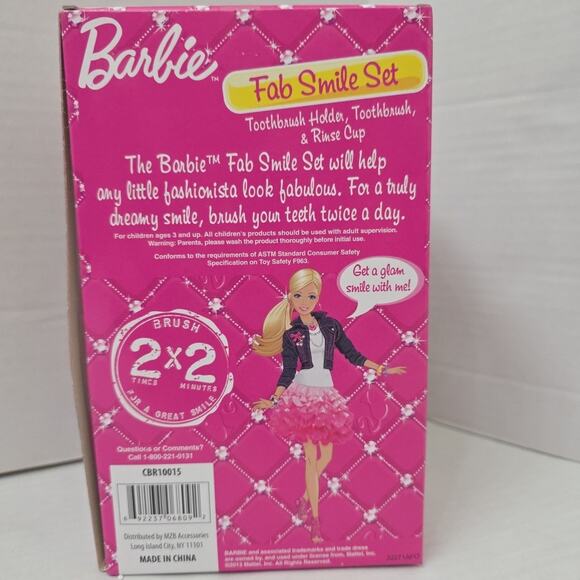 Barbie™
Fab Smile Set
Toothbrush Holder, Toothbrush,
& Rinse Cup
The Barbie™ Fab Smile Set will help
any little fashionista look fabulous. For a truly
dreamy smile, brush your teeth twice a day.
For children ages 3 and up. All children's products should be used with adult supervision.
Warning: Parents, please wash the product thoroughly before initial use.
Conforms to the requirements of ASTM Standard Consumer Safety
Specification on Toy Safety F963.
Get a glam
smile with me!
BRUSH
2x2
TIMES MINUTES
FOR A GREAT SMILE
Questions or Comments?
Call 1-800-221-0131
CBR10015
8 92237 06809 2
Distributed by MZB Accessories
Long Island City, NY 11101
MADE IN CHINA
BARBIE and associated trademarks and trade dress
are owned by, and used under license from, Mattel, Inc.
©2013 Mattel, Inc. All Rights Reserved.